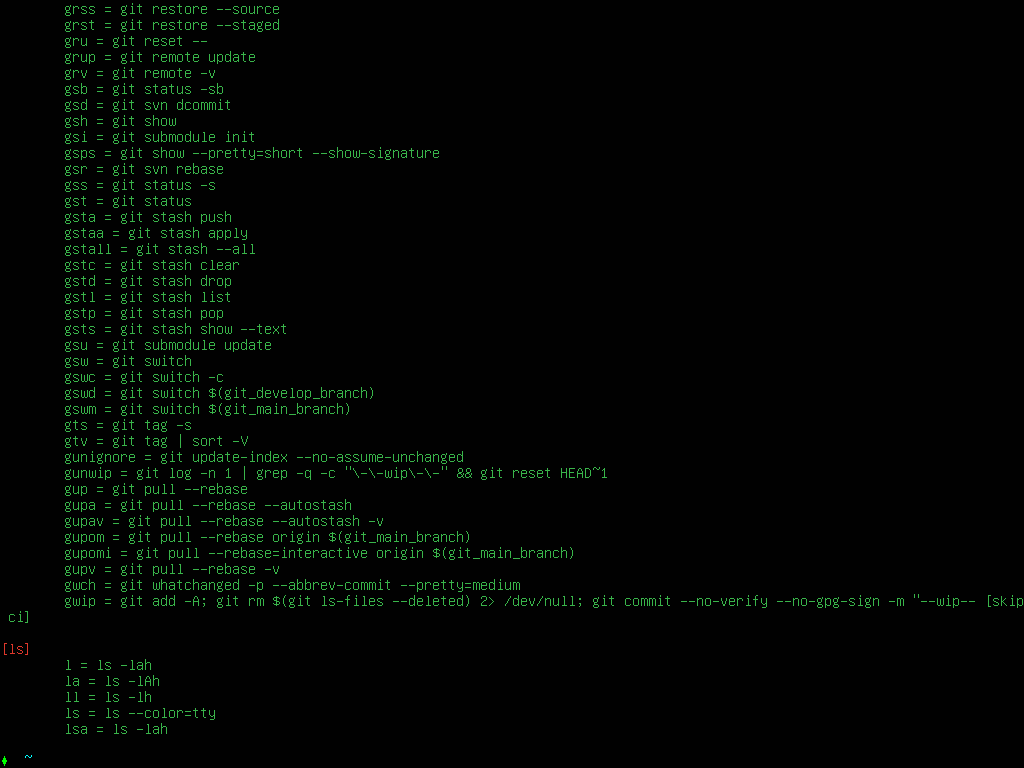 grss = git restore --source
grst = git restore --staged
gru = git reset --
grup = git remote update
grv = git remote -v
gsb = git status -sb
gsd = git svn dcommit
gsh = git show
gsi = git submodule init
gsps = git show --pretty=short --show-signature
gsr = git svn rebase
gss = git status -s
gst = git status
gsta = git stash push
gstaa = git stash apply
gstall = git stash --all
gstc = git stash clear
gstd = git stash drop
gstl = git stash list
gstp = git stash pop
gsts = git stash show --text
gsu = git submodule update
gsw = git switch
gswc = git switch -c
gswd = git switch $(git_develop_branch)
gswm = git switch $(git_main_branch)
gts = git tag -s
gtv = git tag | sort -V
gunignore = git update-index --no-assume-unchanged
gunwip = git log -n 1 | grep -q -c "\-\-wip\-\-" && git reset HEAD~1
gup = git pull --rebase
gupa = git pull --rebase --autostash
gupav = git pull --rebase --autostash -v
gupom = git pull --rebase origin $(git_main_branch)
gupomi = git pull --rebase=interactive origin $(git_main_branch)
gupv = git pull --rebase -v
gwch = git whatchanged -p --abbrev-commit --pretty=medium
gwip = git add -A; git rm $(git ls-files --deleted) 2> /dev/null; git commit --no-verify --no-gpg-sign -m "--wip-- [skip
ci]
[ls]
l = ls -lah
la = ls -lAh
ll = ls -lh
ls = ls --color=tty
lsa = ls -lah
♦ ~